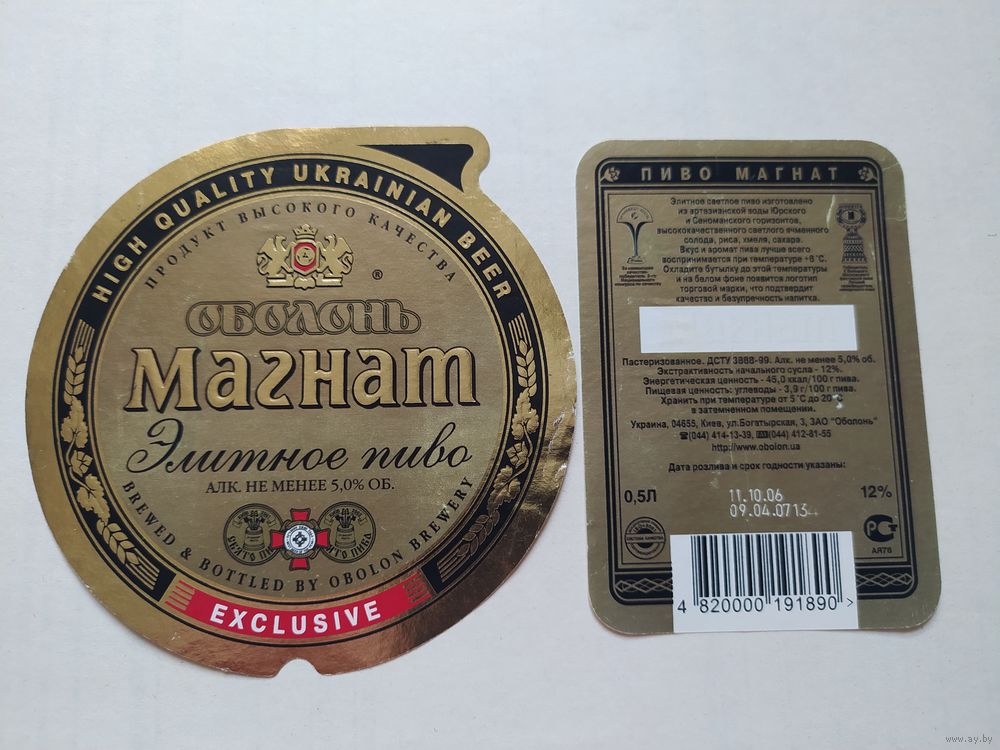 HIGH QUALITY UKRAINIAN BEER
ПРОДУКТ ВЫСОКОГО КАЧЕСТВА
®
ОБОЛОНЬ
Магнат
Элитное пиво
АЛК. НЕ МЕНЕЕ 5,0% ОБ.
BREWED & BOTTLED BY OBOLON BREWERY
EXCLUSIVE
ПИВО МАГНАТ
Элитное светлое пиво изготовлено
из артезианской воды Юрского
и Сеноманского горизонтов,
высококачественного светлого ячменного
солода, риса, хмеля, сахара.
Вкус и аромат пива лучше всего
воспринимается при температуре +8°С.
Охладите бутылку до этой температуры
и на белом фоне появится логотип
торговой марки, что подтвердит
качество и безупречность напитка.
Пастеризованное. ДСТУ 3888-99. Алк. не менее 5,0% об.
Экстрактивность начального сусла - 12%.
Энергетическая ценность - 45,0 ккал/100 г пива.
Пищевая ценность: углеводы - 3,9 г/100 г пива.
Хранить при температуре от 5°С до 20°С
в затемненном помещении.
Украина, 04655, Киев, ул.Богатырская, 3, ЗАО "Оболонь"
(044) 414-13-39, (044) 412-81-55
http://www.obolon.ua
Дата розлива и срок годности указаны:
0,5Л
11.10.06
12%
09.04.0713
АЯ76
4 820000 191890 >
www.ay.by